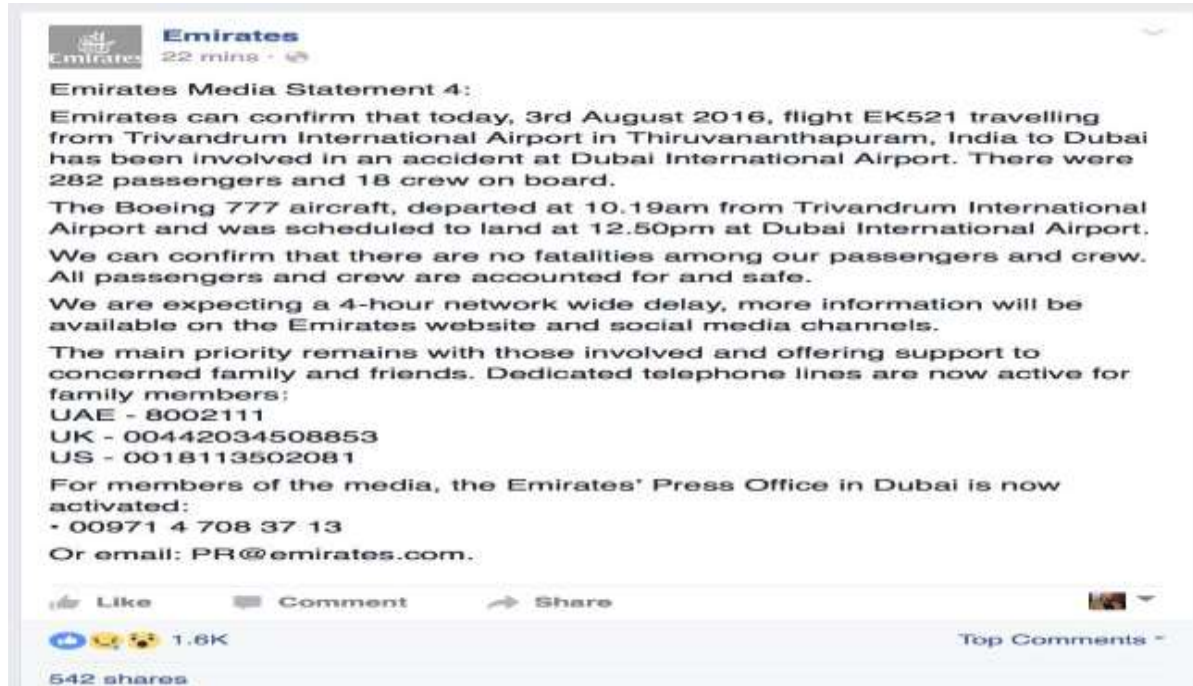 Emirates
Emirates
22 mins ·
Emirates Media Statement 4:
Emirates can confirm that today, 3rd August 2016, flight EK521 travelling
from Trivandrum International Airport in Thiruvananthapuram, India to Dubai
has been involved in an accident at Dubai International Airport. There were
282 passengers and 18 crew on board.
The Boeing 777 aircraft, departed at 10.19am from Trivandrum International
Airport and was scheduled to land at 12.50pm at Dubai International Airport.
We can confirm that there are no fatalities among our passengers and crew.
All passengers and crew are accounted for and safe.
We are expecting a 4-hour network wide delay, more information will be
available on the Emirates website and social media channels.
The main priority remains with those involved and offering support to
concerned family and friends. Dedicated telephone lines are now active for
family members:
UAE - 8002111
UK - 00442034508853
US - 0018113502081
For members of the media, the Emirates' Press Office in Dubai is now
activated:
• 00971 4 708 37 13
Or email: PR@emirates.com.
Like Comment Share
1.6K Top Comments
542 shares